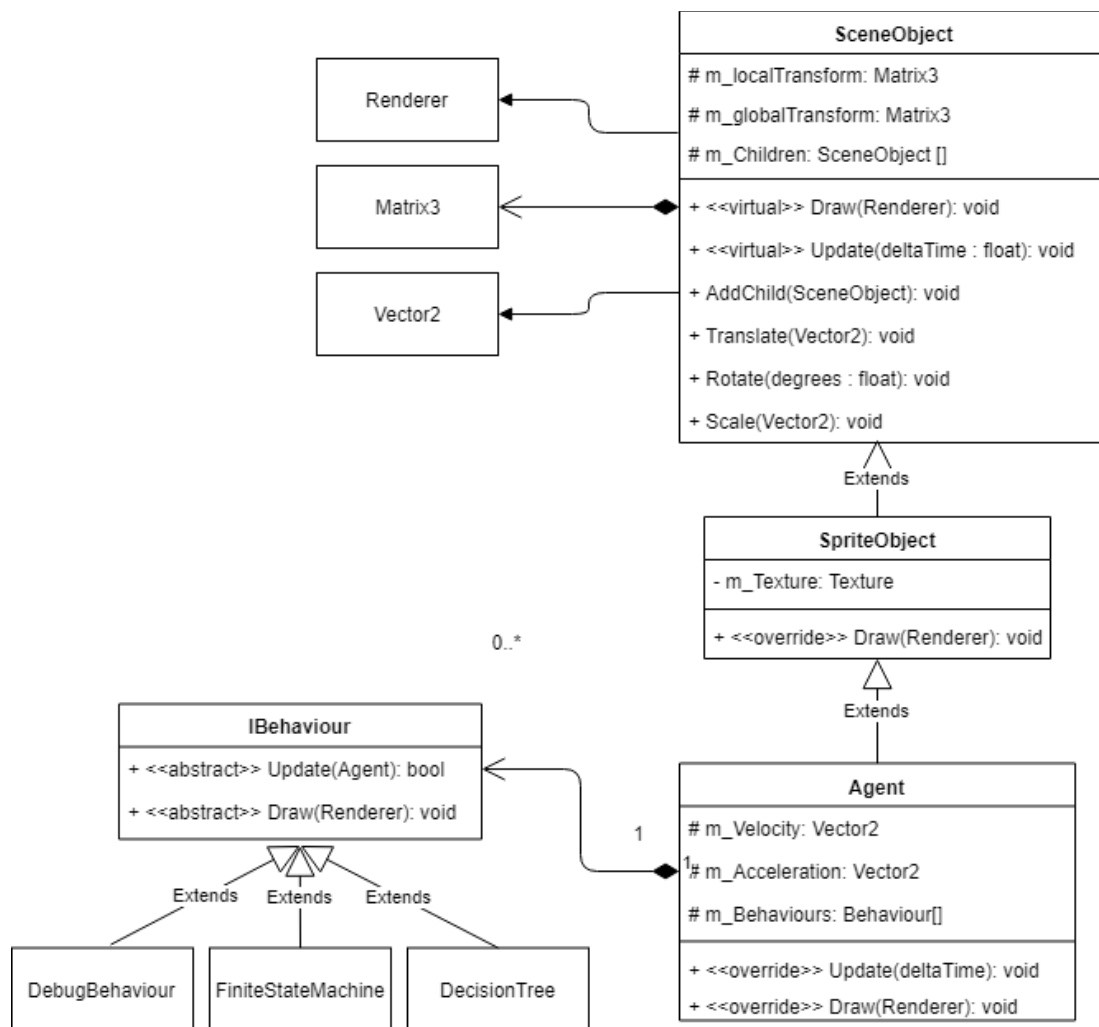 SceneObject
# m_localTransform: Matrix3
# m_globalTransform: Matrix3
# m_Children: SceneObject []
+ <<virtual>> Draw(Renderer): void
+ <<virtual>> Update(deltaTime : float): void
+ AddChild(SceneObject): void
+ Translate(Vector2): void
+ Rotate(degrees : float): void
+ Scale(Vector2): void
Renderer
Matrix3
Vector2
Extends
SpriteObject
- m_Texture: Texture
+ <<override>> Draw(Renderer): void
Extends
0..*
IBehaviour
+ <<abstract>> Update(Agent): bool
+ <<abstract>> Draw(Renderer): void
1
1
Agent
# m_Velocity: Vector2
# m_Acceleration: Vector2
# m_Behaviours: Behaviour[]
+ <<override>> Update(deltaTime): void
+ <<override>> Draw(Renderer): void
Extends
Extends
Extends
DebugBehaviour
FiniteStateMachine
DecisionTree